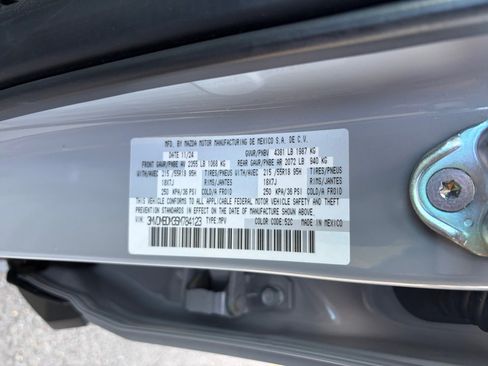 MFD. BY MAZDA MOTOR MANUFACTURING DE MEXICO S.A. DE C.V.
DATE 11/24 GVWR/PNBV 4381 LB 1987 KG
FRONT GAWR/PNBE AV 2355 LB 1068 KG REAR GAWR/PNBE AR 2072 LB 940 KG
WITH/AVEC 215/55R18 95H TIRES/PNEUS WITH/AVEC 215/55R18 95H TIRES/PNEUS
18X7J RIMS/JANTES 18X7J RIMS/JANTES
250 KPA/36 PSI COLD/A FROID 250 KPA/36 PSI COLD/A FROID
THIS VEHICLE CONFORMS TO ALL APPLICABLE FEDERAL MOTOR VEHICLE SAFETY AND
THEFT PREVENTION STANDARDS IN EFFECT ON THE DATE OF MANUFACTURE SHOWN ABOVE.
MADE IN MEXICO
VIN: TYPE:MPV COLOR CODE:52C